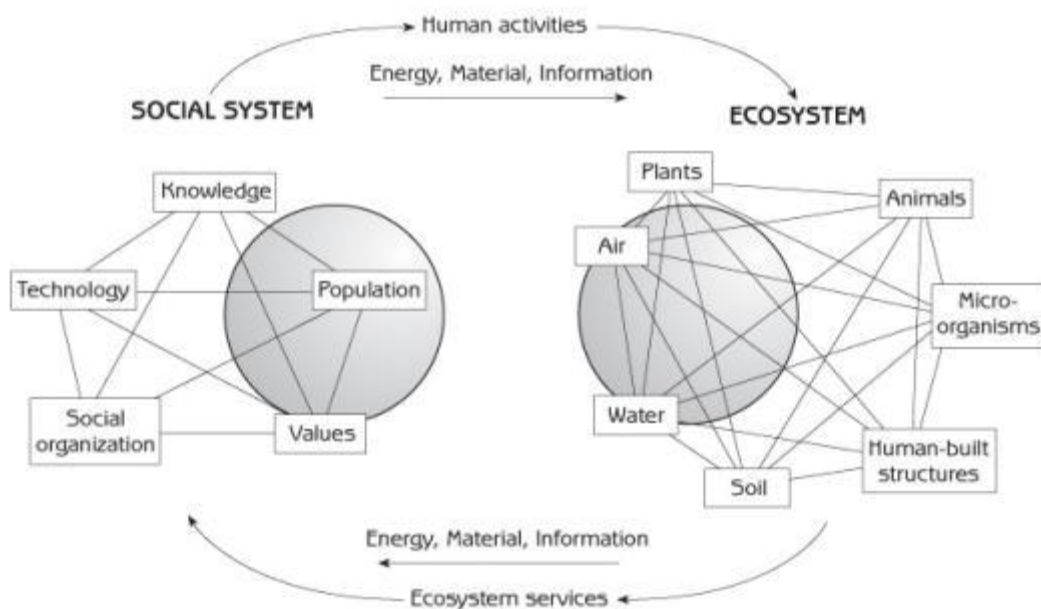 Human activities
Energy, Material, Information
SOCIAL SYSTEM
ECOSYSTEM
Knowledge
Technology
Population
Social
organization
Values
Plants
Animals
Air
Micro-
organisms
Water
Human-built
structures
Soil
Energy, Material, Information
Ecosystem services